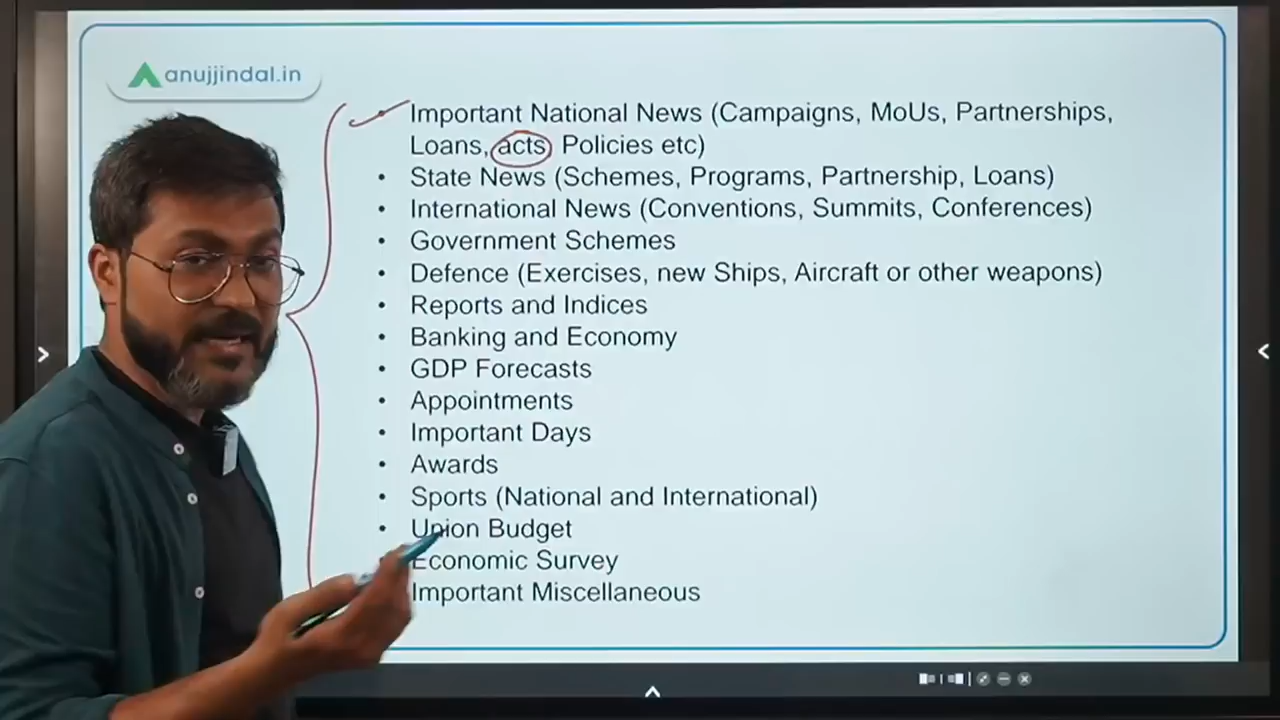 anujjindal.in
Important National News (Campaigns, MoUs, Partnerships,
Loans, acts, Policies etc)
• State News (Schemes, Programs, Partnership, Loans)
• International News (Conventions, Summits, Conferences)
• Government Schemes
• Defence (Exercises, new Ships, Aircraft or other weapons)
• Reports and Indices
• Banking and Economy
• GDP Forecasts
• Appointments
• Important Days
• Awards
• Sports (National and International)
• Union Budget
• Economic Survey
Important Miscellaneous